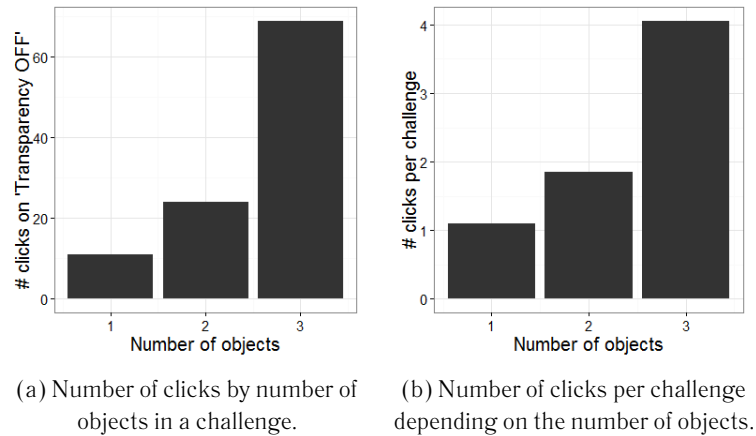 # clicks on 'Transparency OFF'
60
40
20
0
1 2 3
Number of objects
(a) Number of clicks by number of
objects in a challenge.
# clicks per challenge
4
3
2
1
0
1 2 3
Number of objects
(b) Number of clicks per challenge
depending on the number of objects.